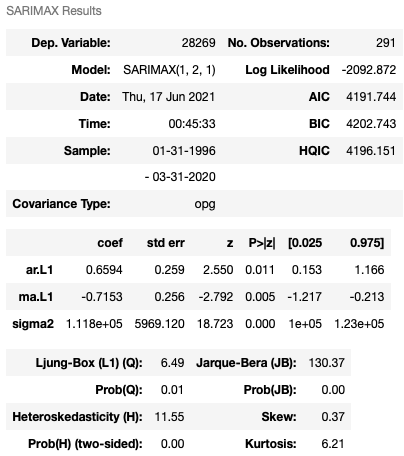 SARIMAX Results
Dep. Variable: 28269 No. Observations: 291
Model: SARIMAX(1, 2, 1) Log Likelihood -2092.872
Date: Thu, 17 Jun 2021 AIC 4191.744
Time: 00:45:33 BIC 4202.743
Sample: 01-31-1996 HQIC 4196.151
- 03-31-2020
Covariance Type: opg
coef std err z P>|z| [0.025 0.975]
ar.L1 0.6594 0.259 2.550 0.011 0.153 1.166
ma.L1 -0.7153 0.256 -2.792 0.005 -1.217 -0.213
sigma2 1.118e+05 5969.120 18.723 0.000 1e+05 1.23e+05
Ljung-Box (L1) (Q): 6.49 Jarque-Bera (JB): 130.37
Prob(Q): 0.01 Prob(JB): 0.00
Heteroskedasticity (H): 11.55 Skew: 0.37
Prob(H) (two-sided): 0.00 Kurtosis: 6.21